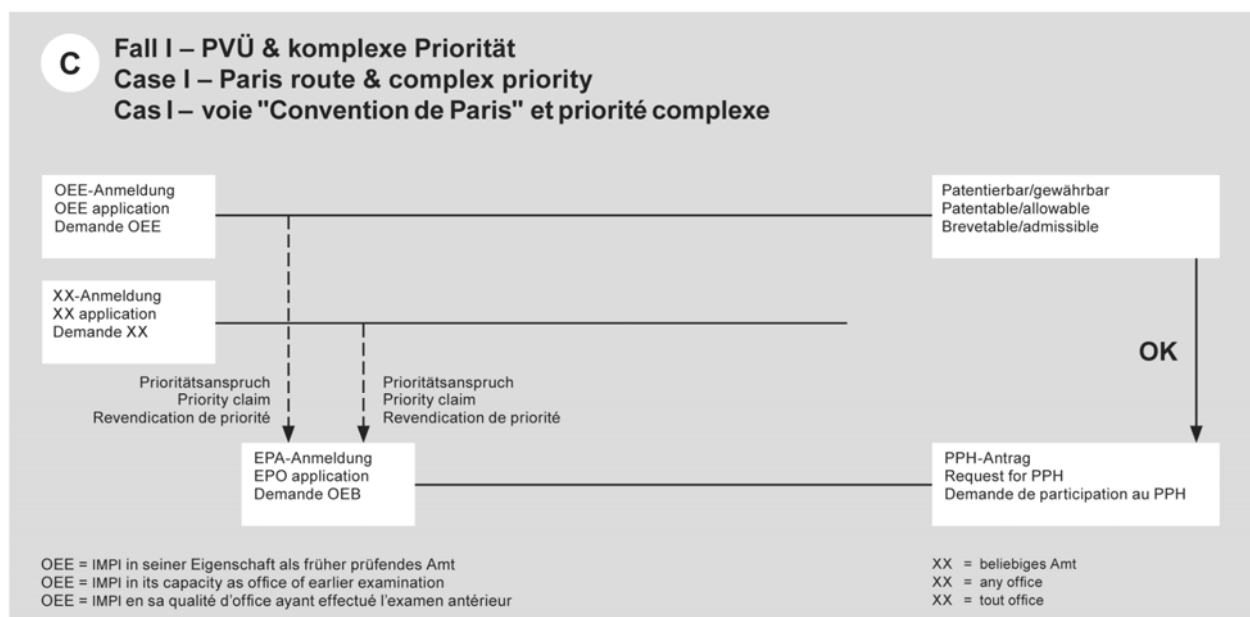 C
Fall I – PVÜ & komplexe Priorität
Case I – Paris route & complex priority
Cas I – voie "Convention de Paris" et priorité complexe
OEE-Anmeldung
OEE application
Demande OEE
Patentierbar/gewährbar
Patentable/allowable
Brevetable/admissible
XX-Anmeldung
XX application
Demande XX
OK
Prioritätsanspruch
Priority claim
Revendication de priorité
Prioritätsanspruch
Priority claim
Revendication de priorité
EPA-Anmeldung
EPO application
Demande OEB
PPH-Antrag
Request for PPH
Demande de participation au PPH
OEE = IMPI in seiner Eigenschaft als früher prüfendes Amt
OEE = IMPI in its capacity as office of earlier examination
OEE = IMPI en sa qualité d'office ayant effectué l'examen antérieur
XX = beliebiges Amt
XX = any office
XX = tout office